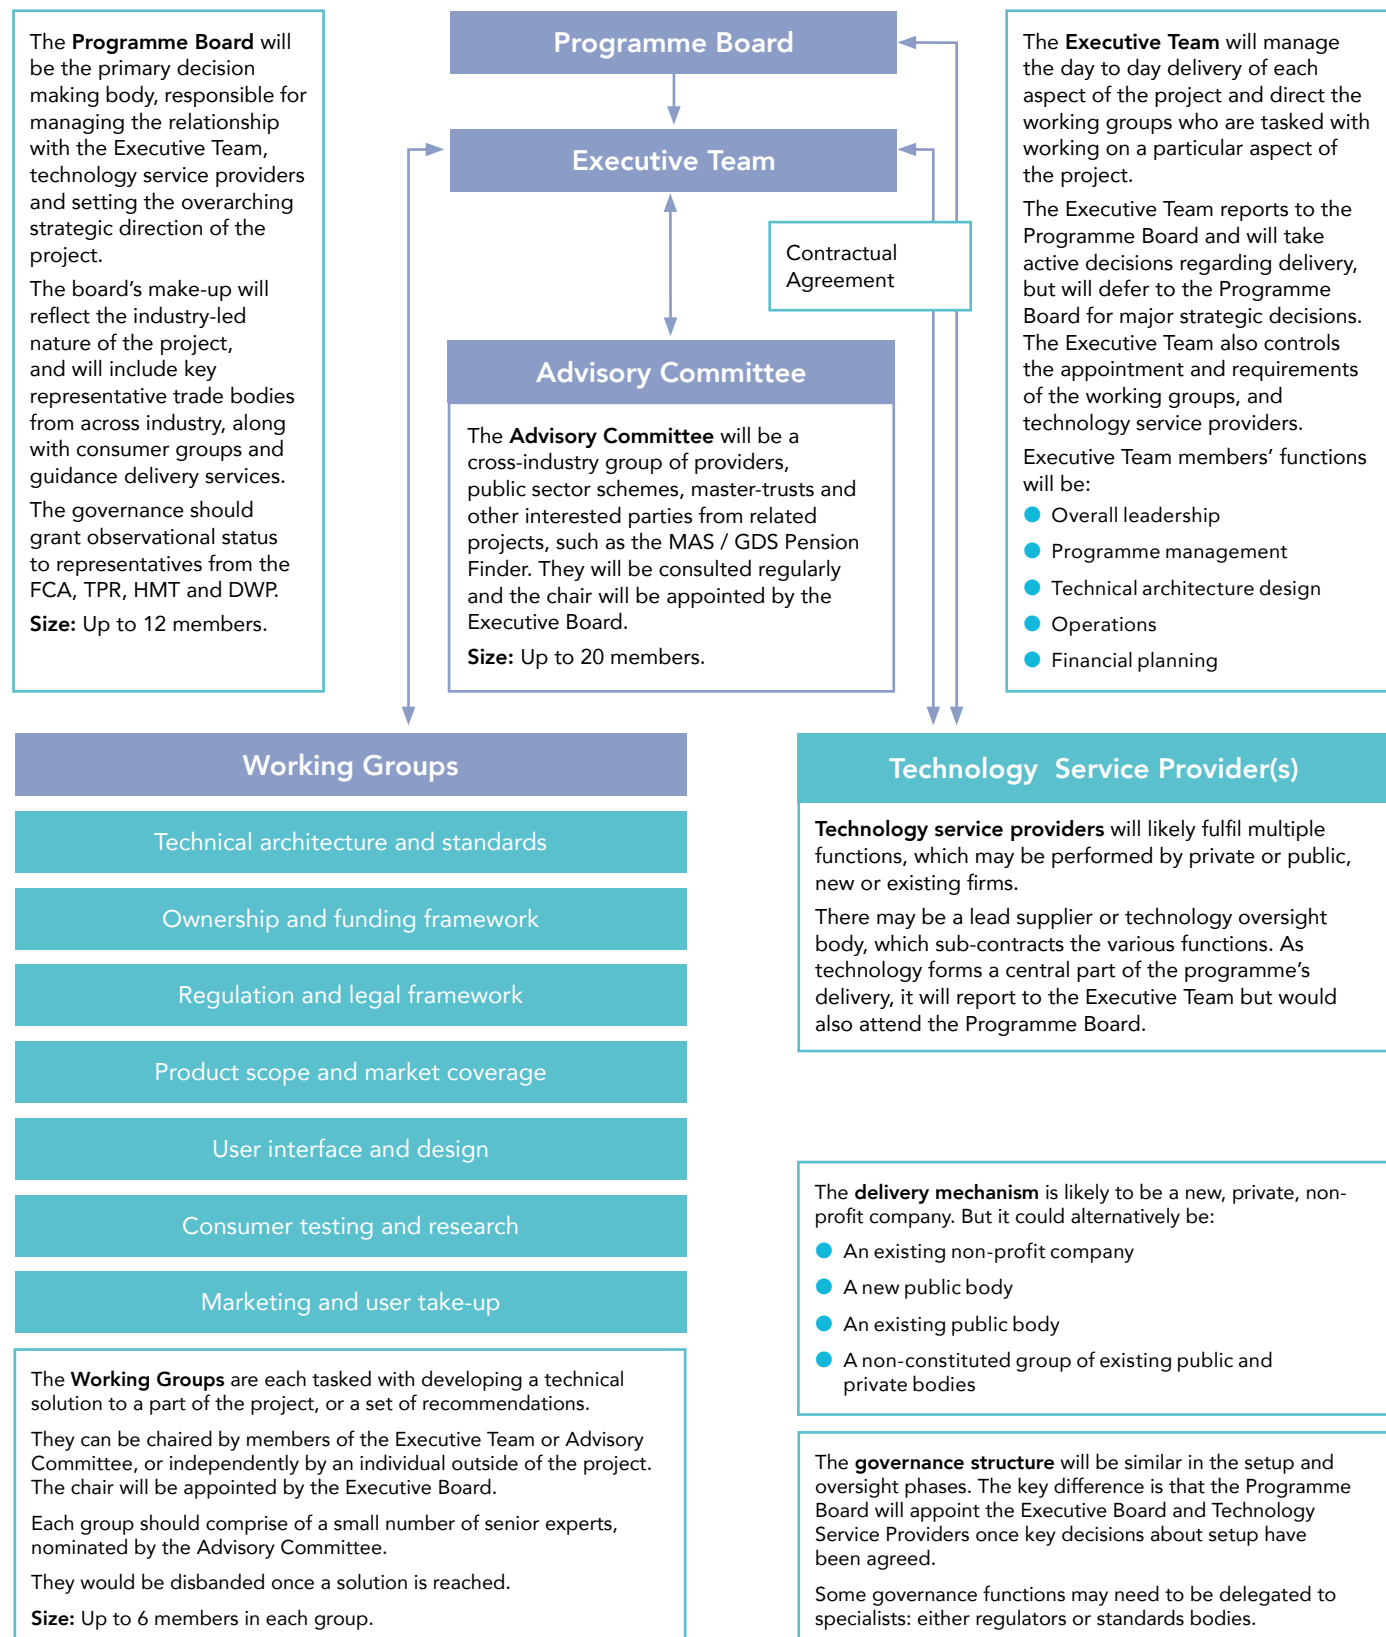 The Programme Board will
be the primary decision
making body, responsible for
managing the relationship
with the Executive Team,
technology service providers
and setting the overarching
strategic direction of the
project.
The board’s make-up will
reflect the industry-led
nature of the project,
and will include key
representative trade bodies
from across industry, along
with consumer groups and
guidance delivery services.
The governance should
grant observational status
to representatives from the
FCA, TPR, HMT and DWP.
Size: Up to 12 members.
Programme Board
Executive Team
Contractual
Agreement
Advisory Committee
The Advisory Committee will be a
cross-industry group of providers,
public sector schemes, master-trusts and
other interested parties from related
projects, such as the MAS / GDS Pension
Finder. They will be consulted regularly
and the chair will be appointed by the
Executive Board.
Size: Up to 20 members.
The Executive Team will manage
the day to day delivery of each
aspect of the project and direct the
working groups who are tasked with
working on a particular aspect of
the project.
The Executive Team reports to the
Programme Board and will take
active decisions regarding delivery,
but will defer to the Programme
Board for major strategic decisions.
The Executive Team also controls
the appointment and requirements
of the working groups, and
technology service providers.
Executive Team members’ functions
will be:
Overall leadership
Programme management
Technical architecture design
Operations
Financial planning
Working Groups
Technical architecture and standards
Ownership and funding framework
Regulation and legal framework
Product scope and market coverage
User interface and design
Consumer testing and research
Marketing and user take-up
The Working Groups are each tasked with developing a technical
solution to a part of the project, or a set of recommendations.
They can be chaired by members of the Executive Team or Advisory
Committee, or independently by an individual outside of the project.
The chair will be appointed by the Executive Board.
Each group should comprise of a small number of senior experts,
nominated by the Advisory Committee.
They would be disbanded once a solution is reached.
Size: Up to 6 members in each group.
Technology Service Provider(s)
Technology service providers will likely fulfil multiple
functions, which may be performed by private or public,
new or existing firms.
There may be a lead supplier or technology oversight
body, which sub-contracts the various functions. As
technology forms a central part of the programme’s
delivery, it will report to the Executive Team but would
also attend the Programme Board.
The delivery mechanism is likely to be a new, private, non-
profit company. But it could alternatively be:
An existing non-profit company
A new public body
An existing public body
A non-constituted group of existing public and
private bodies
The governance structure will be similar in the setup and
oversight phases. The key difference is that the Programme
Board will appoint the Executive Board and Technology
Service Providers once key decisions about setup have
been agreed.
Some governance functions may need to be delegated to
specialists: either regulators or standards bodies.